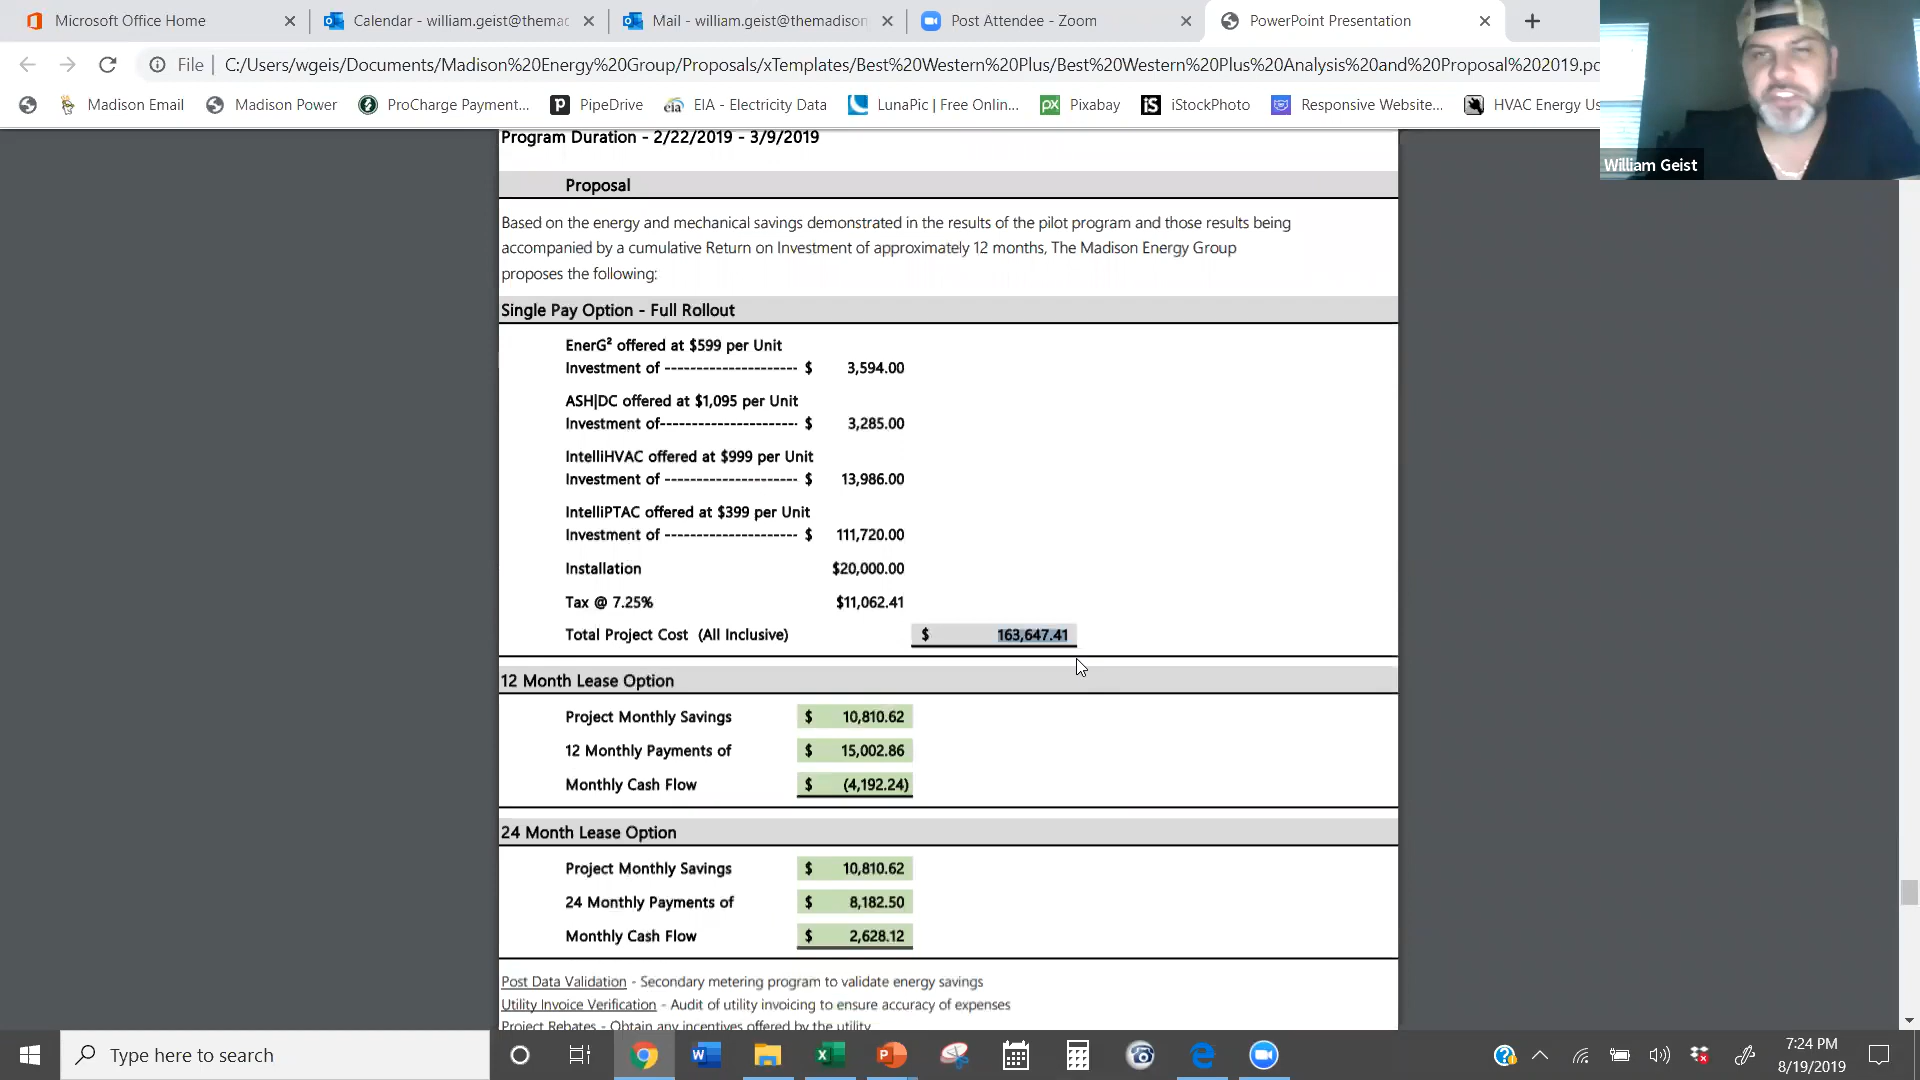 Microsoft Office Home
Calendar - william.geist@themad
Mail - william.geist@themadison
Post Attendee - Zoom
PowerPoint Presentation
File
C:/Users/wgeis/Documents/Madison%20Energy%20Group/Proposals/xTemplates/Best%20Western%20Plus/Best%20Western%20Plus%20Analysis%20and%20Proposal%202019.pd
Madison Email
Madison Power
ProCharge Payment...
PipeDrive
EIA - Electricity Data
LunaPic | Free Onlin...
Pixabay
iStockPhoto
Responsive Website...
HVAC Energy Us
William Geist
Program Duration - 2/22/2019 - 3/9/2019
Proposal
Based on the energy and mechanical savings demonstrated in the results of the pilot program and those results being
accompanied by a cumulative Return on Investment of approximately 12 months, The Madison Energy Group
proposes the following:
Single Pay Option - Full Rollout
EnerG² offered at $599 per Unit
Investment of ---------------------- $ 3,594.00
ASH|DC offered at $1,095 per Unit
Investment of---------------------- $ 3,285.00
IntelliHVAC offered at $999 per Unit
Investment of ---------------------- $ 13,986.00
IntelliPTAC offered at $399 per Unit
Investment of ---------------------- $ 111,720.00
Installation $20,000.00
Tax @ 7.25% $11,062.41
Total Project Cost (All Inclusive) $ 163,647.41
12 Month Lease Option
Project Monthly Savings $ 10,810.62
12 Monthly Payments of $ 15,002.86
Monthly Cash Flow $ (4,192.24)
24 Month Lease Option
Project Monthly Savings $ 10,810.62
24 Monthly Payments of $ 8,182.50
Monthly Cash Flow $ 2,628.12
Post Data Validation - Secondary metering program to validate energy savings
Utility Invoice Verification - Audit of utility invoicing to ensure accuracy of expenses
Project Rebates - Obtain any incentives offered by the utility
Type here to search
7:24 PM
8/19/2019